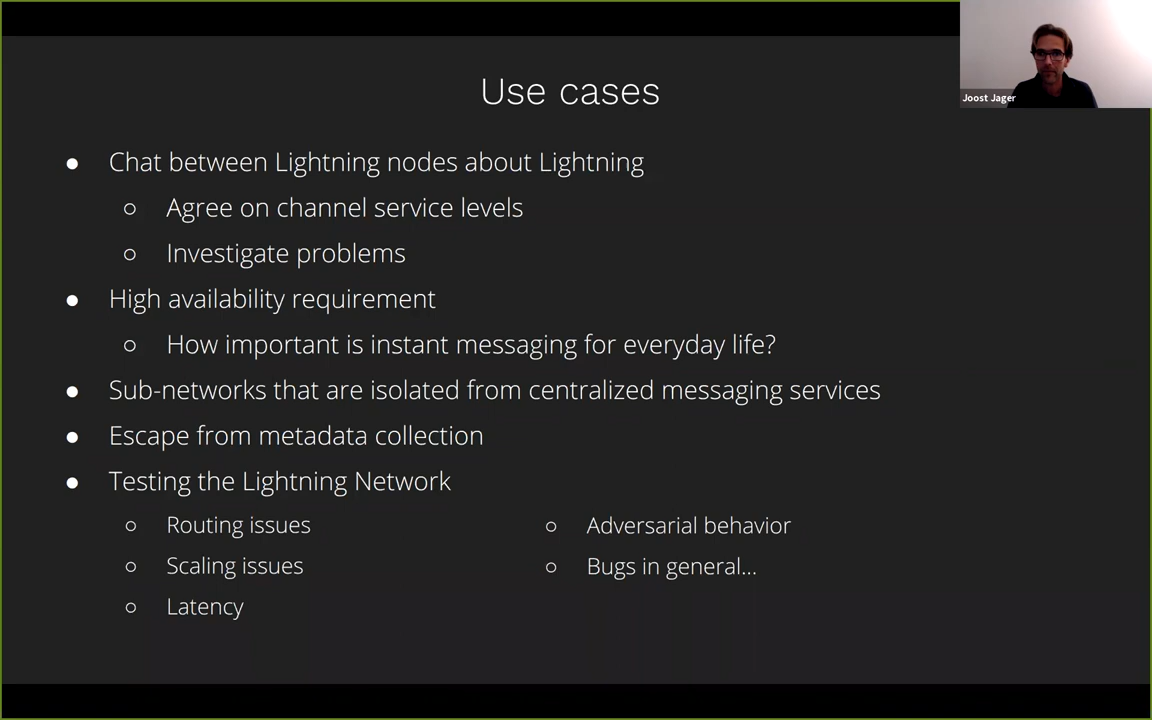 Use cases
Joost Jager
● Chat between Lightning nodes about Lightning
○ Agree on channel service levels
○ Investigate problems
● High availability requirement
○ How important is instant messaging for everyday life?
● Sub-networks that are isolated from centralized messaging services
● Escape from metadata collection
● Testing the Lightning Network
○ Routing issues
○ Scaling issues
○ Latency
○ Adversarial behavior
○ Bugs in general...